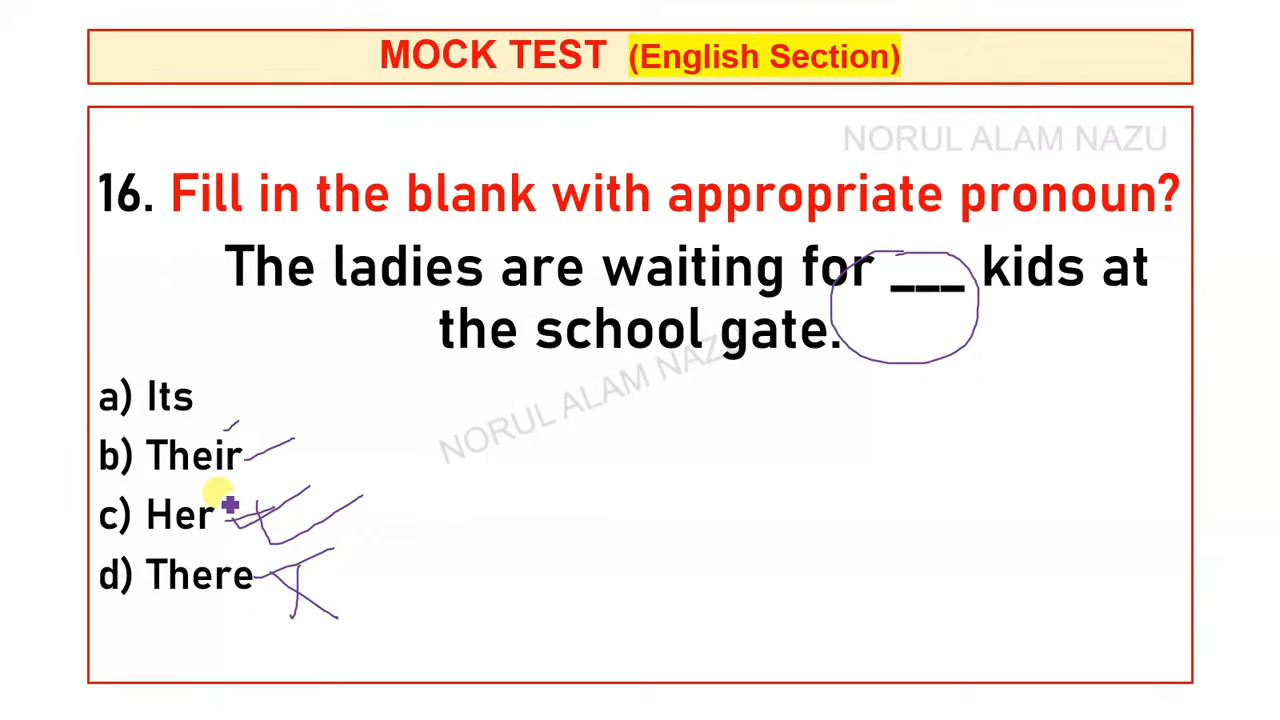 MOCK TEST (English Section)
NORUL ALAM NAZU
16. Fill in the blank with appropriate pronoun?
The ladies are waiting for ___ kids at
the school gate.
NORUL ALAM NAZU
a) Its
b) Their
c) Her
d) There